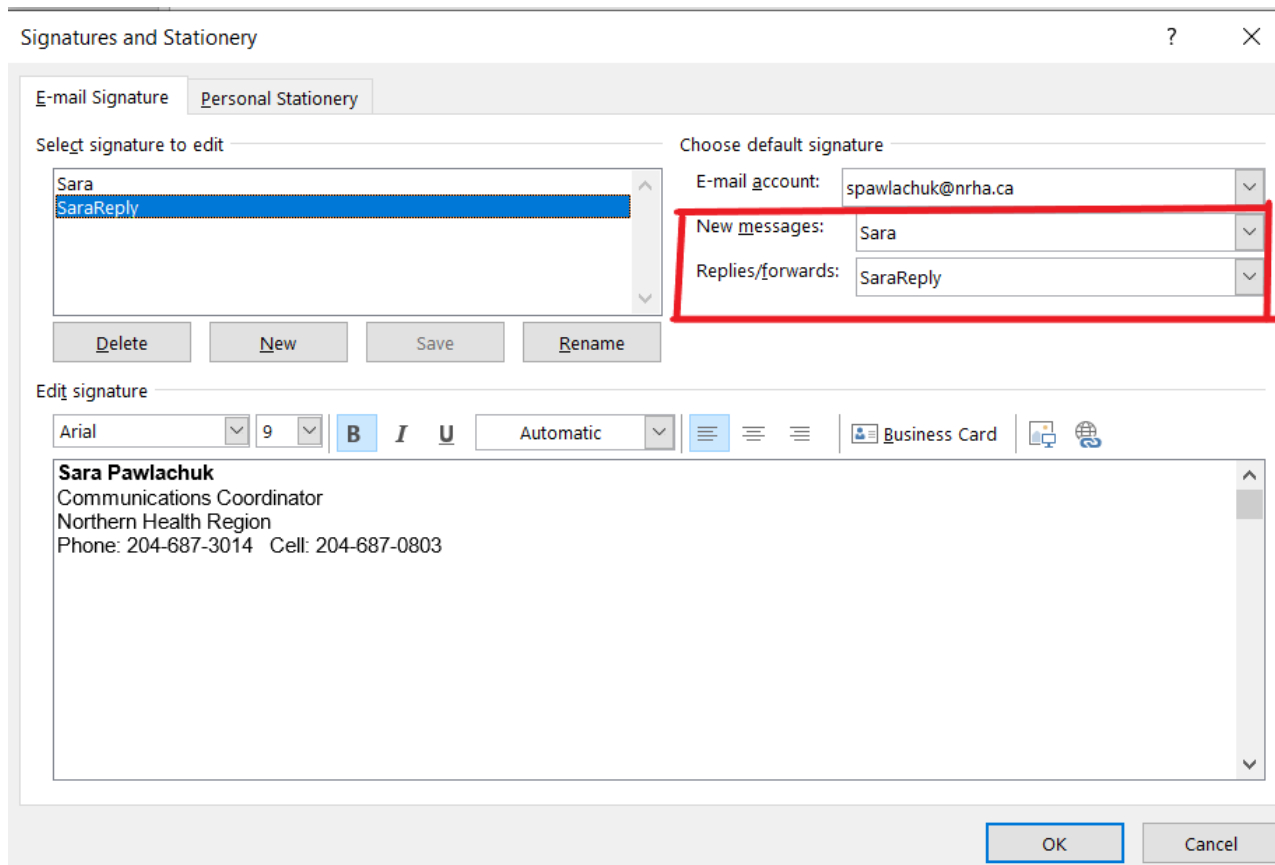 Signatures and Stationery ? ×
E-mail Signature Personal Stationery
Select signature to edit
Sara
SaraReply
Delete New Save Rename
Choose default signature
E-mail account: spawlachuk@nrha.ca
New messages: Sara
Replies/forwards: SaraReply
Edit signature
Arial 9 B I U Automatic Business Card
Sara Pawlachuk
Communications Coordinator
Northern Health Region
Phone: 204-687-3014 Cell: 204-687-0803
OK Cancel